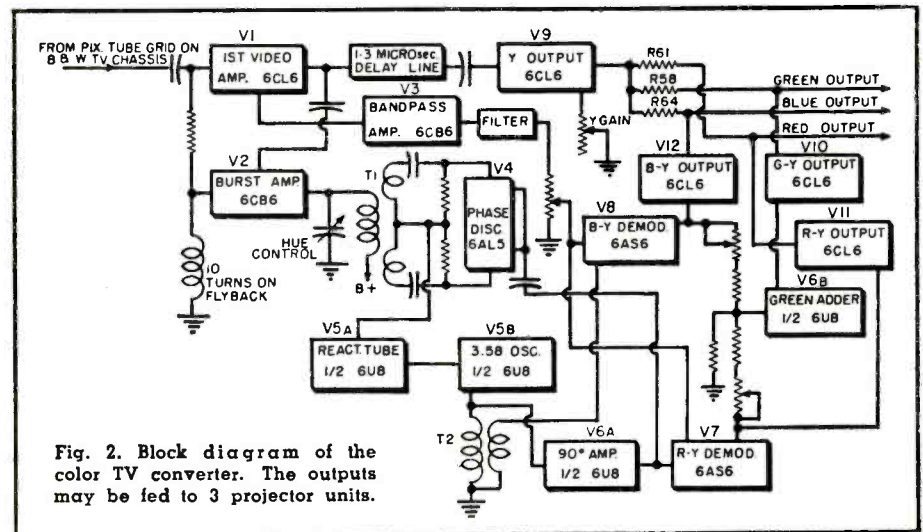 V1
V9
FROM PIX. TUBE GRID ON
B & W TV CHASSIS
1ST VIDEO
AMP. 6CL6
1-3 MICROSEC.
DELAY LINE
Y OUTPUT
6CL6
R61
R58
R64
GREEN OUTPUT
BLUE OUTPUT
RED OUTPUT
V3
BANDPASS
AMP. 6CB6
FILTER
Y GAIN
V12
B-Y OUTPUT
6CL6
V10
G-Y OUTPUT
6CL6
V2
BURST AMP.
6CB6
T1
V4
PHASE
DISC.
6AL5
V8
B-Y DEMOD.
6AS6
V11
R-Y OUTPUT
6CL6
HUE
CONTROL
B+
10
TURNS ON
FLYBACK
V6B
GREEN ADDER
1/2 6U8
V5A
REACT. TUBE
1/2 6U8
V5B
3.58 OSC.
1/2 6U8
T2
V6A
90° AMP.
1/2 6U8
V7
R-Y DEMOD.
6AS6
Fig. 2. Block diagram of the
color TV converter. The outputs
may be fed to 3 projector units.